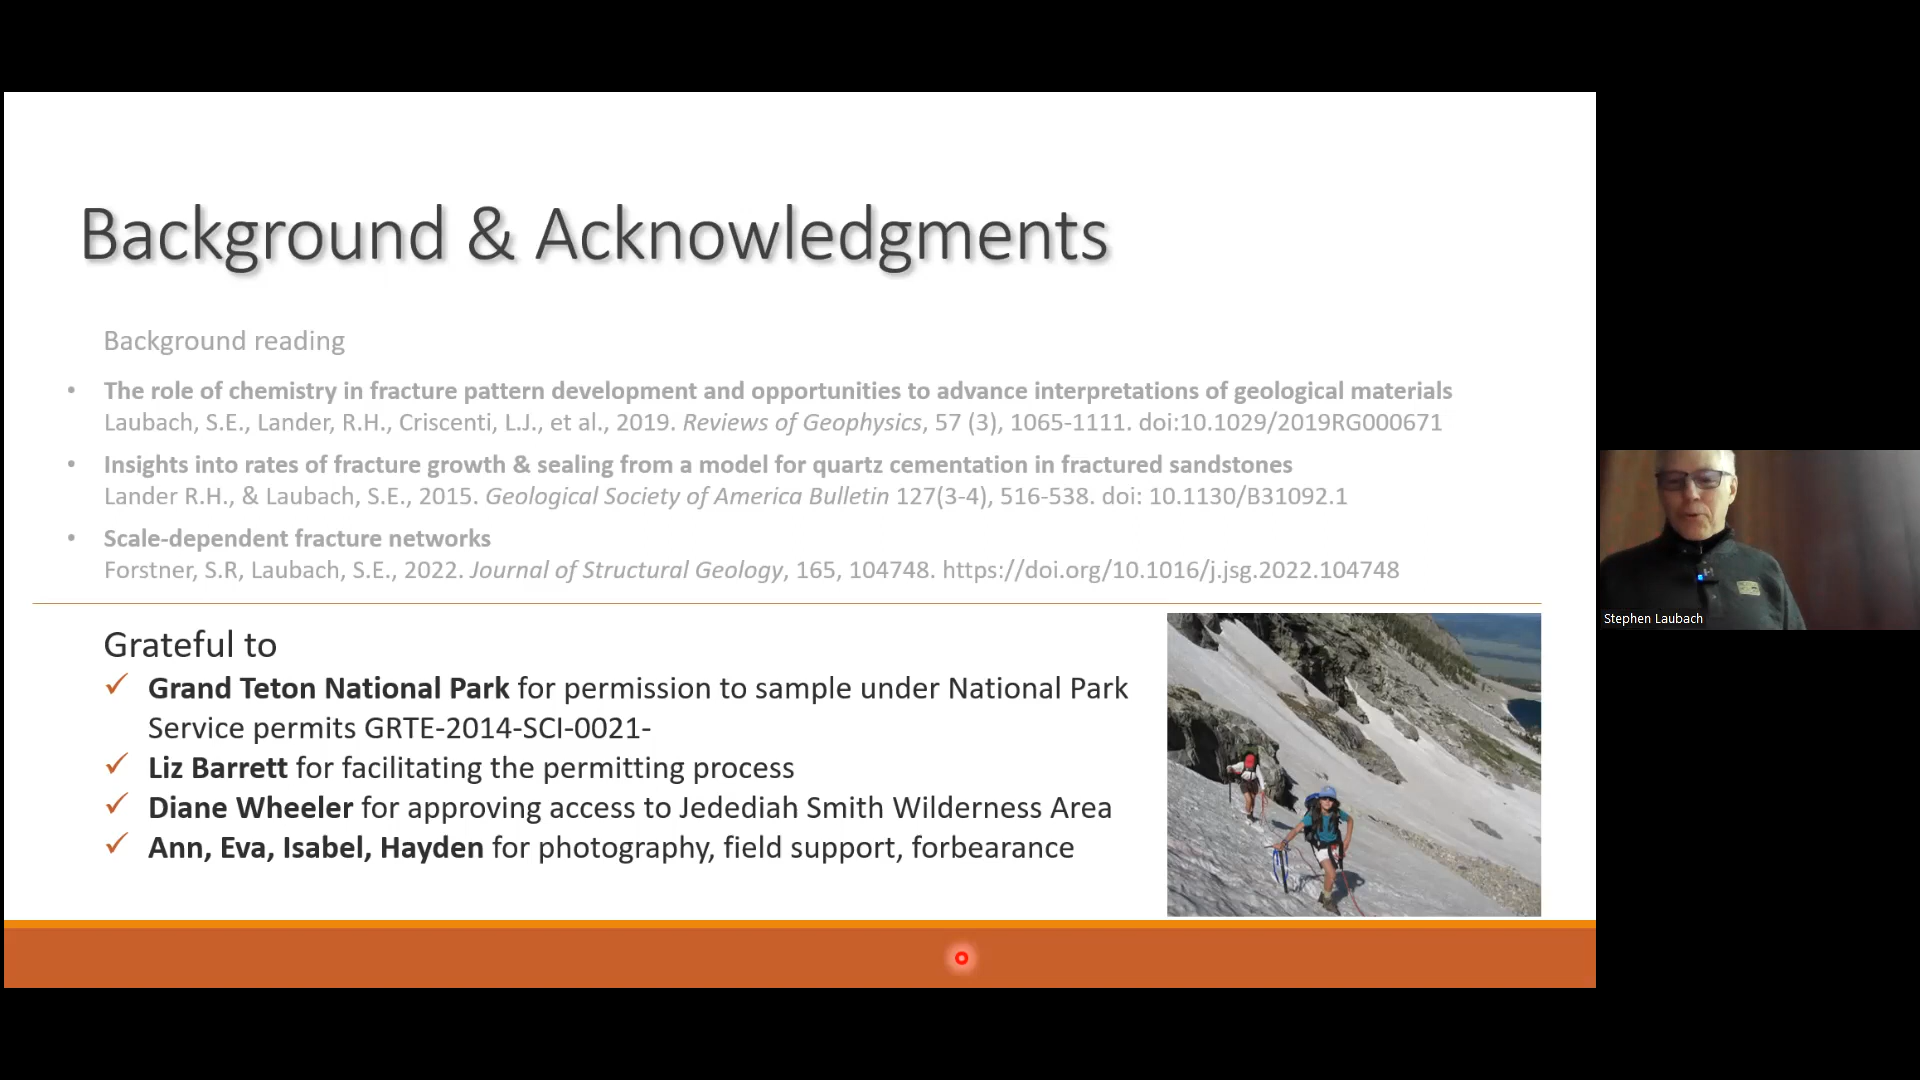 Background & Acknowledgments
Background reading
• The role of chemistry in fracture pattern development and opportunities to advance interpretations of geological materials
Laubach, S.E., Lander, R.H., Criscenti, L.J., et al., 2019. Reviews of Geophysics, 57 (3), 1065-1111. doi:10.1029/2019RG000671
• Insights into rates of fracture growth & sealing from a model for quartz cementation in fractured sandstones
Lander R.H., & Laubach, S.E., 2015. Geological Society of America Bulletin 127(3-4), 516-538. doi: 10.1130/B31092.1
• Scale-dependent fracture networks
Forstner, S.R, Laubach, S.E., 2022. Journal of Structural Geology, 165, 104748. https://doi.org/10.1016/j.jsg.2022.104748
Grateful to
✓ Grand Teton National Park for permission to sample under National Park
Service permits GRTE-2014-SCI-0021-
✓ Liz Barrett for facilitating the permitting process
✓ Diane Wheeler for approving access to Jedediah Smith Wilderness Area
✓ Ann, Eva, Isabel, Hayden for photography, field support, forbearance
Stephen Laubach